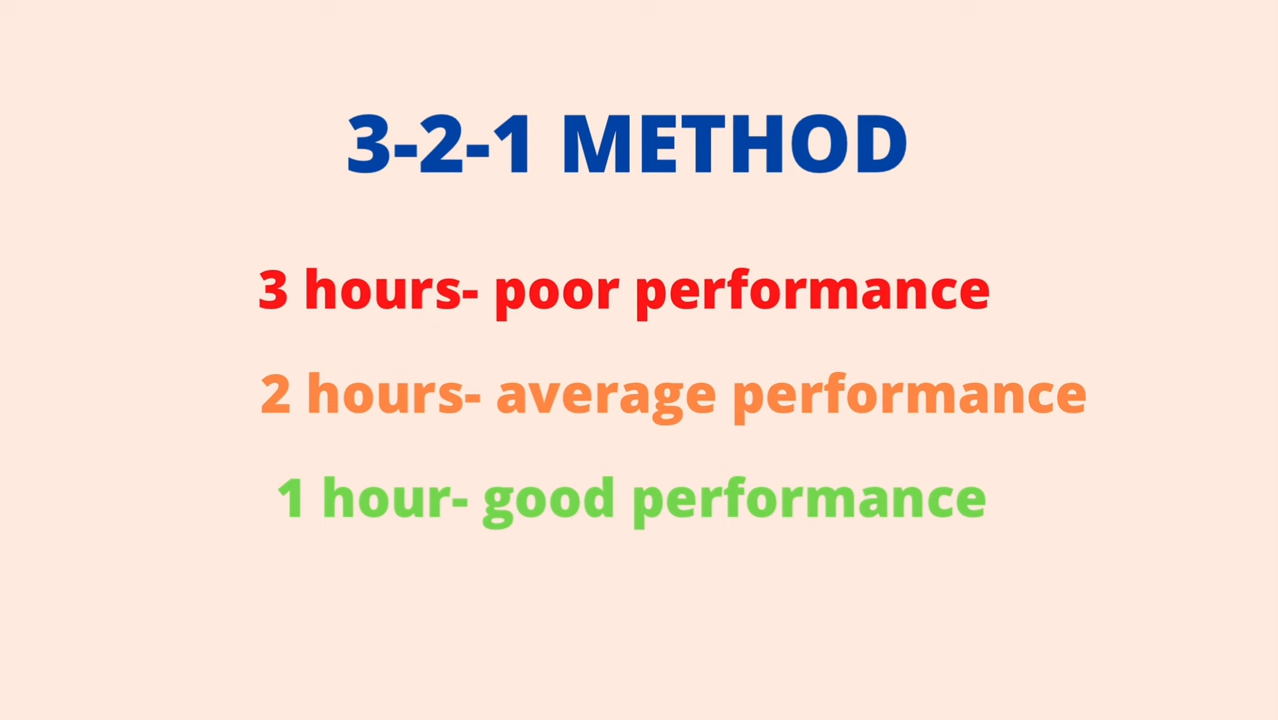 3-2-1 METHOD
3 hours- poor performance
2 hours- average performance
1 hour- good performance